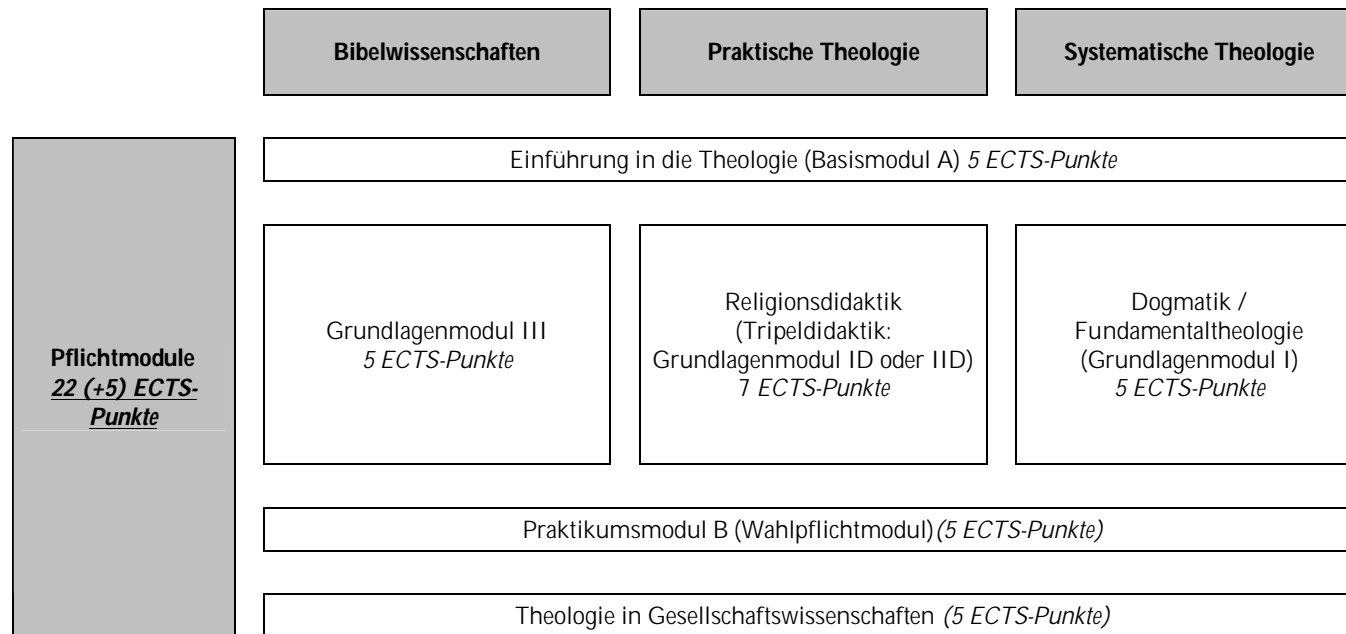 Bibelwissenschaften
Praktische Theologie
Systematische Theologie
Einführung in die Theologie (Basismodul A) 5 ECTS-Punkte
Pflichtmodule
22 (+5) ECTS-
Punkte
Grundlagenmodul III
5 ECTS-Punkte
Religionsdidaktik
(Tripeldidaktik:
Grundlagenmodul ID oder IID)
7 ECTS-Punkte
Dogmatik /
Fundamentaltheologie
(Grundlagenmodul I)
5 ECTS-Punkte
Praktikumsmodul B (Wahlpflichtmodul) (5 ECTS-Punkte)
Theologie in Gesellschaftswissenschaften (5 ECTS-Punkte)